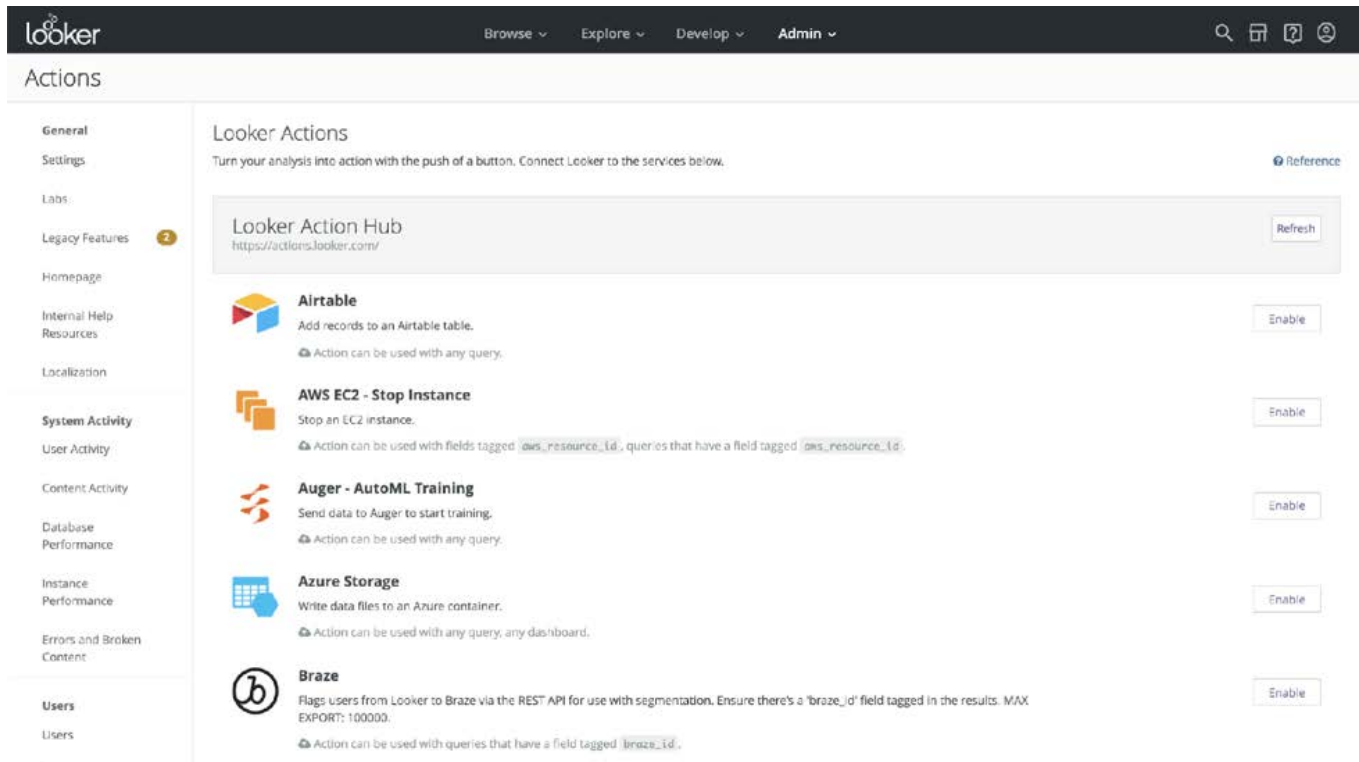 looker
Browse Explore Develop Admin
Actions
General
Settings
Labs
Legacy Features 2
Homepage
Internal Help
Resources
Localization
System Activity
User Activity
Content Activity
Database
Performance
Instance
Performance
Errors and Broken
Content
Users
Users
Looker Actions
Turn your analysis into action with the push of a button. Connect Looker to the services below.
Reference
Looker Action Hub
https://actions.looker.com/
Refresh
Airtable
Add records to an Airtable table.
Action can be used with any query.
Enable
AWS EC2 - Stop Instance
Stop an EC2 instance.
Action can be used with fields tagged aws_resource_id, queries that have a field tagged aws_resource_id.
Enable
Auger - AutoML Training
Send data to Auger to start training.
Action can be used with any query.
Enable
Azure Storage
Write data files to an Azure container.
Action can be used with any query, any dashboard.
Enable
Braze
Flags users from Looker to Braze via the REST API for use with segmentation. Ensure there's a 'braze_id' field tagged in the results. MAX
EXPORT: 100000.
Action can be used with queries that have a field tagged braze_id.
Enable